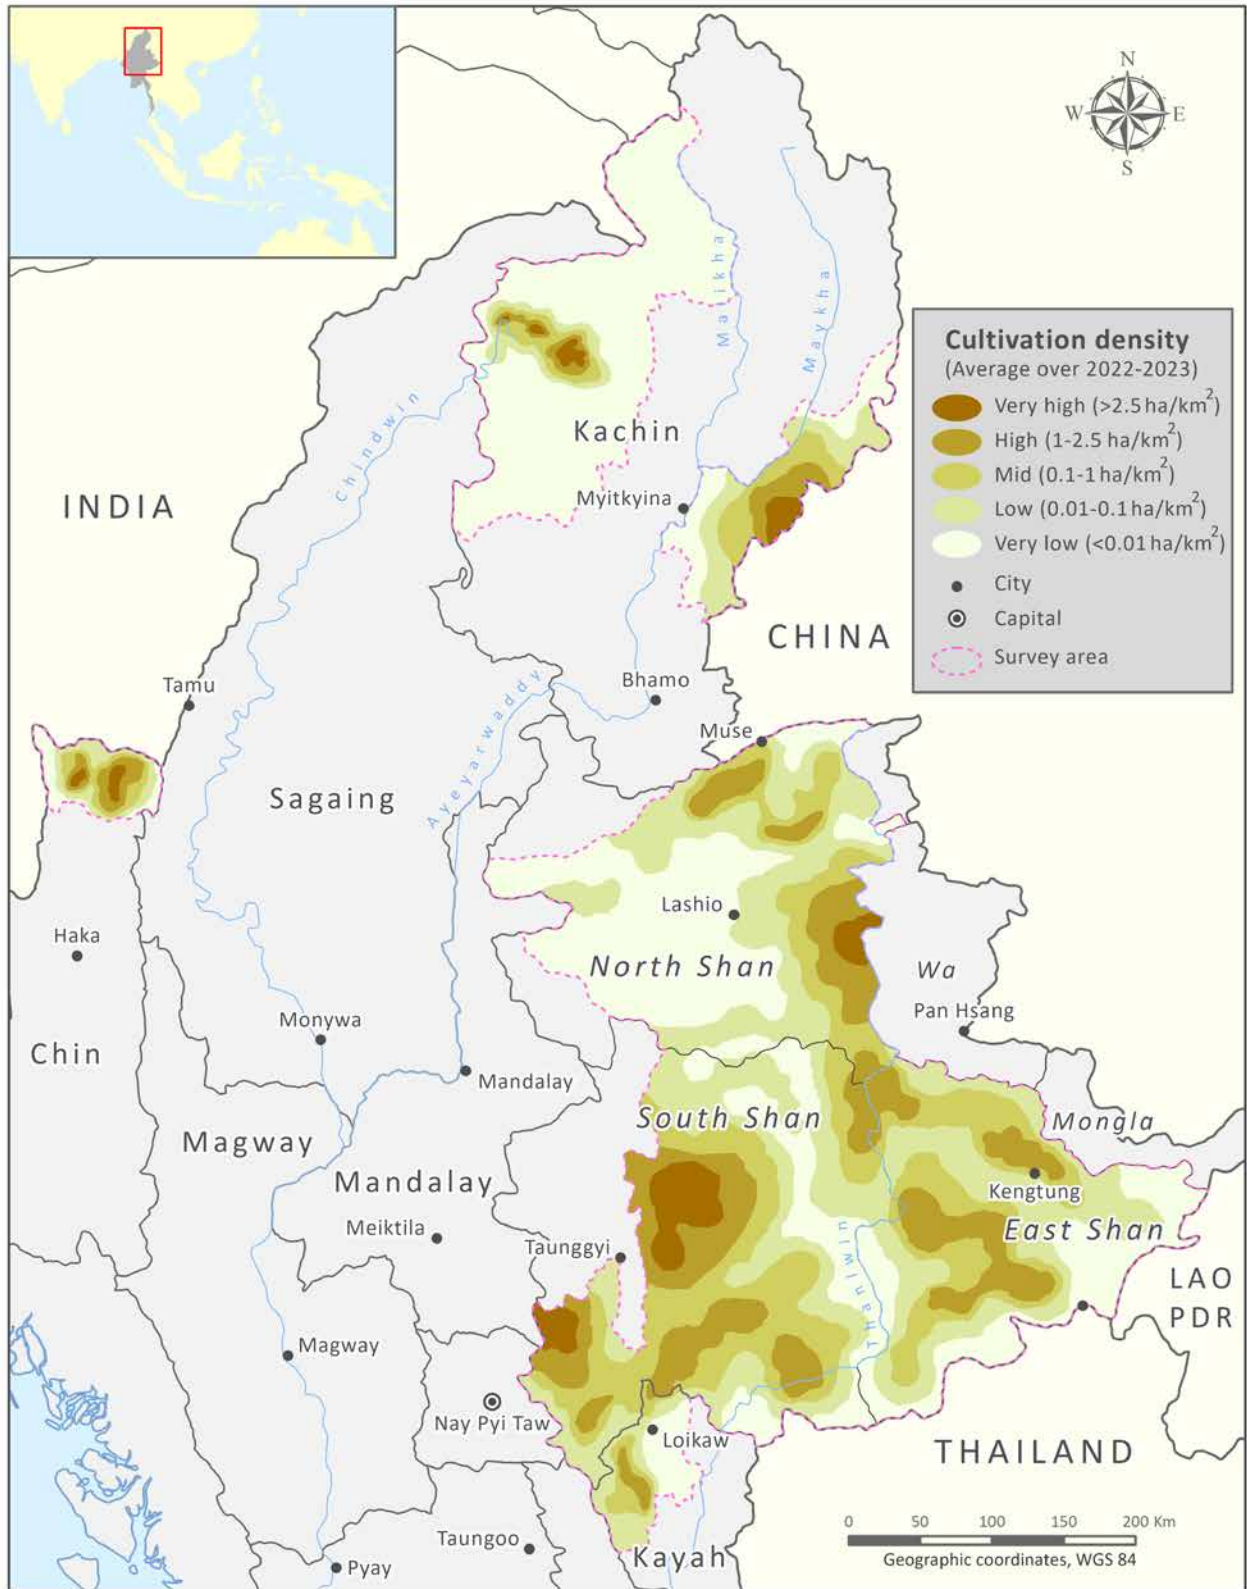 N
W
E
S
Cultivation density
(Average over 2022-2023)
Very high (>2.5 ha/km²)
High (1-2.5 ha/km²)
Mid (0.1-1 ha/km²)
Low (0.01-0.1 ha/km²)
Very low (<0.01 ha/km²)
City
Capital
Survey area
Malikha
Maykha
Chindwin
Kachin
INDIA
Myitkyina
CHINA
Tamu
Bhamo
Muse
Ayeyarwaddy
Sagaing
Lashio
Haka
North Shan
Wa
Pan Hsang
Monywa
Chin
Mandalay
South Shan
Mongla
Magway
Mandalay
Kengtung
Meiktila
East Shan
Taunggyi
Thanlwin
LAO
PDR
Magway
Nay Pyi Taw
Loikaw
THAILAND
0 50 100 150 200 Km
Geographic coordinates, WGS 84
Taungoo
Kayah
Pyay